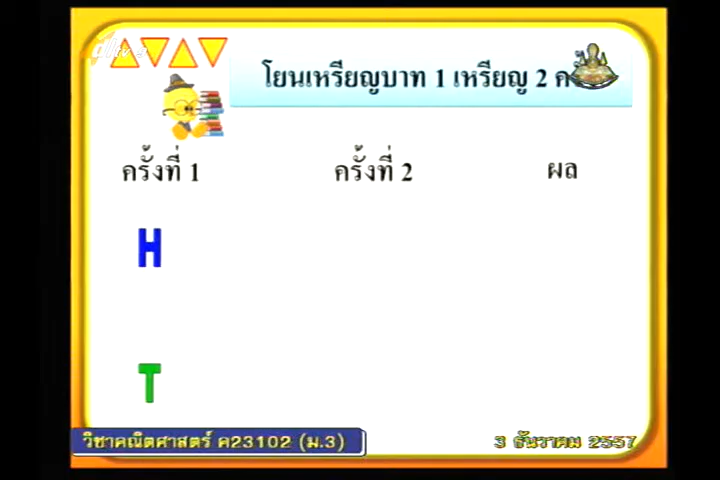 โยนเหรียญบาท 1 เหรียญ 2
ครั้งที่ 1 ครั้งที่ 2 ผล
H
T
วิชาคณิตศาสตร์ ค23102 (ม.3)
3 ธันวาคม 2557